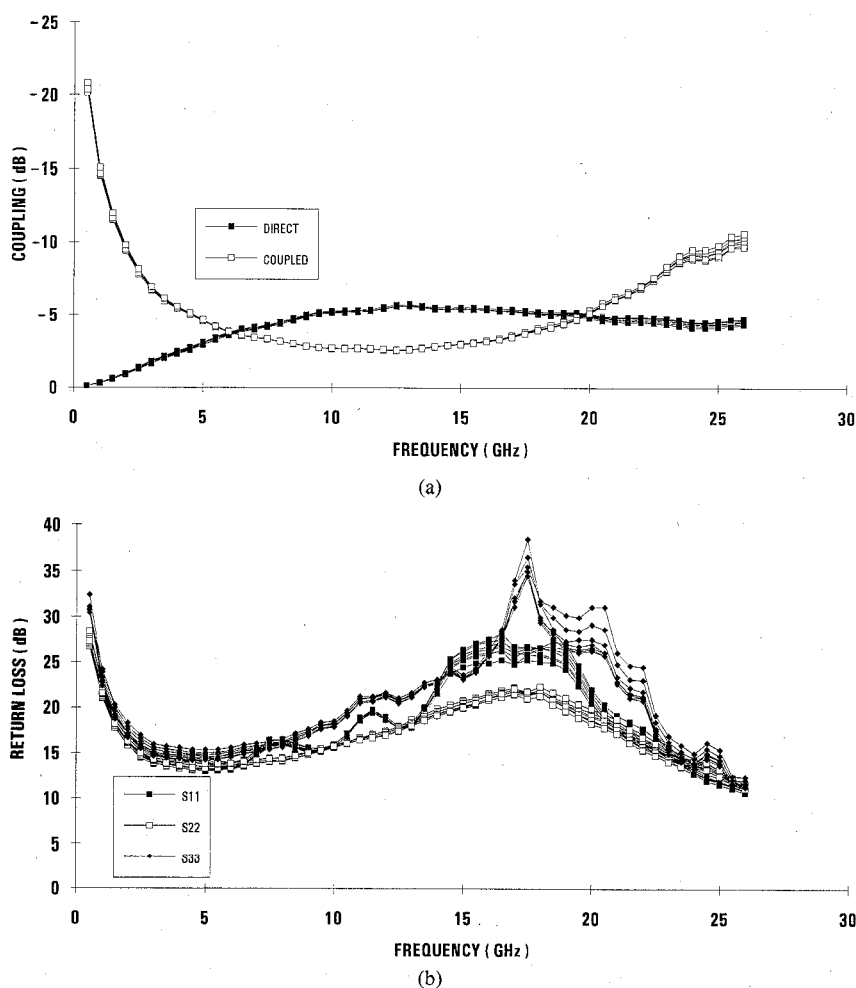 -25
-20
-15
-10
-5
0
COUPLING (dB)
DIRECT
COUPLED
0 5 10 15 20 25 30
FREQUENCY (GHz)
(a)
40
35
30
25
20
15
10
5
0
RETURN LOSS (dB)
S11
S22
S33
0 5 10 15 20 25 30
FREQUENCY (GHz)
(b)